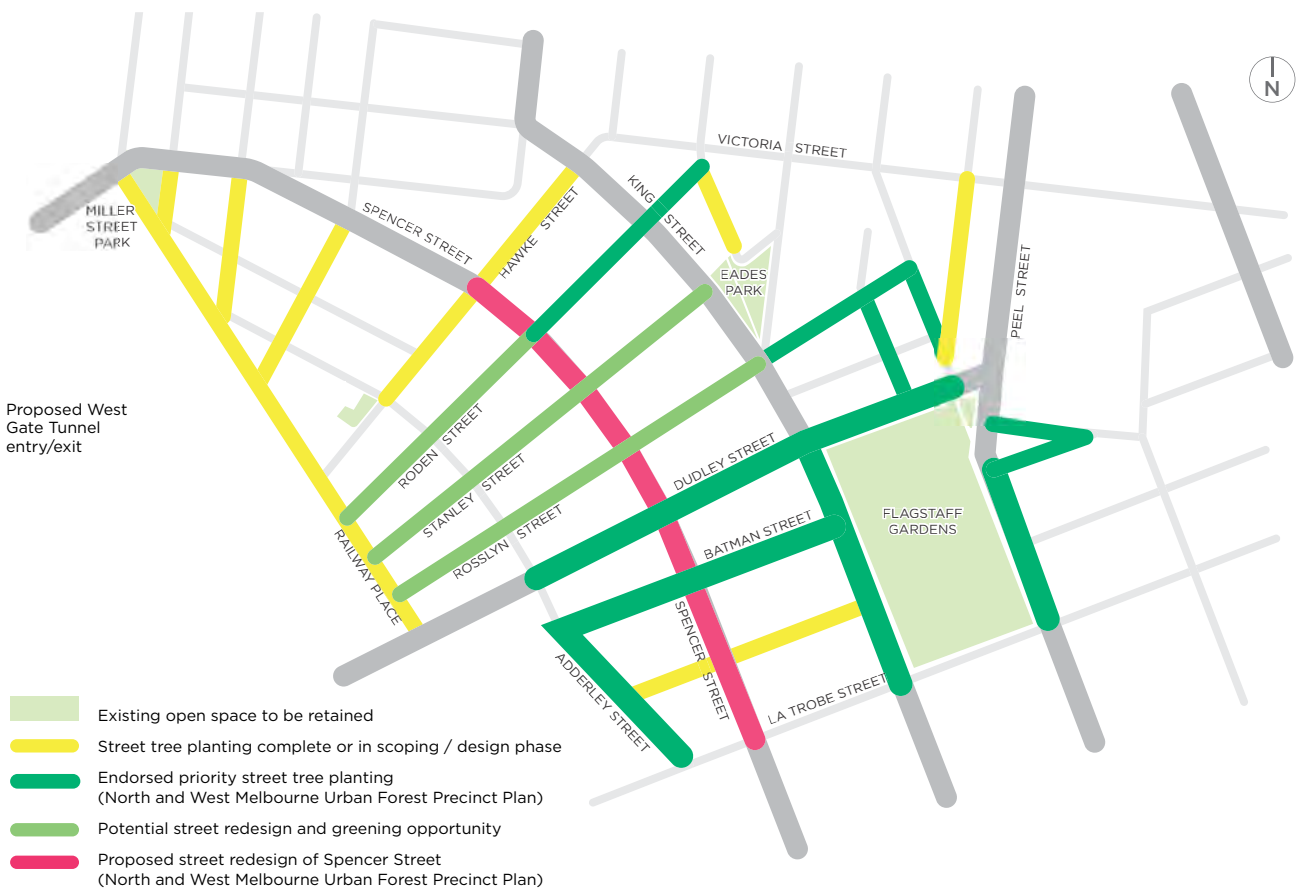 N
VICTORIA STREET
KING STREET
MILLER
STREET
PARK
SPENCER STREET
HAWKE STREET
EADES
PARK
PEEL STREET
Proposed West
Gate Tunnel
entry/exit
RODEN STREET
STANLEY STREET
ROSSLYN STREET
DUDLEY STREET
BATMAN STREET
FLAGSTAFF
GARDENS
RAILWAY PLACE
SPENCER STREET
ADDERLEY STREET
LA TROBE STREET
Existing open space to be retained
Street tree planting complete or in scoping / design phase
Endorsed priority street tree planting
(North and West Melbourne Urban Forest Precinct Plan)
Potential street redesign and greening opportunity
Proposed street redesign of Spencer Street
(North and West Melbourne Urban Forest Precinct Plan)